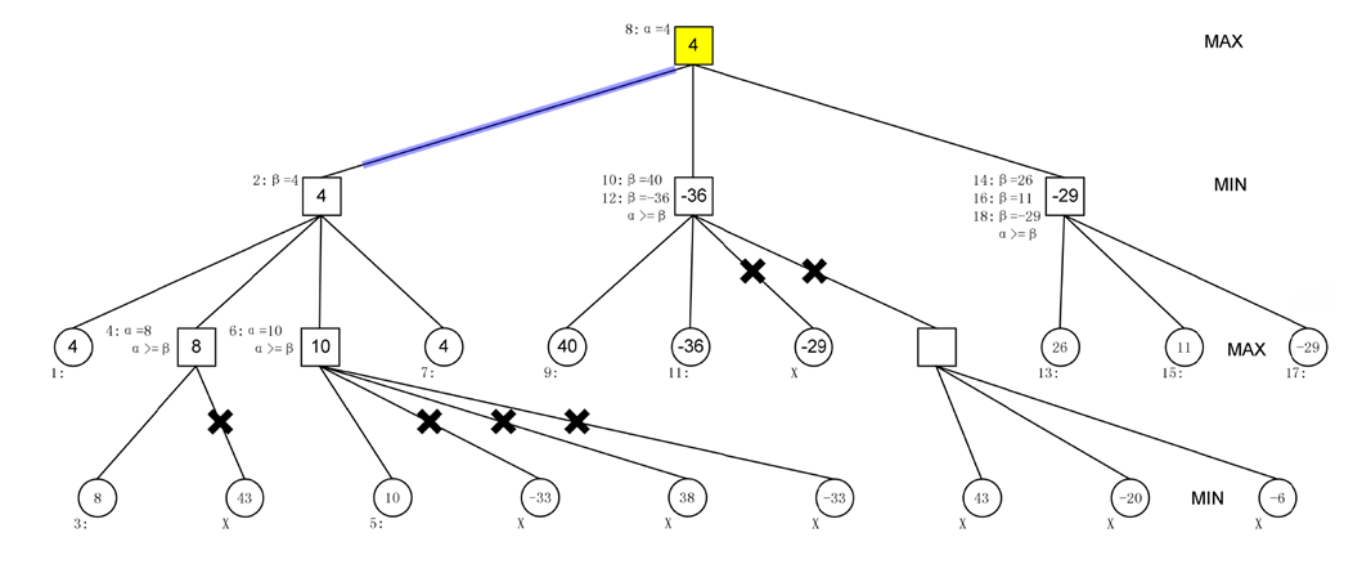 8: α=4
4
MAX
2: β=4
4
10: β=40
12: β=-36
α >= β
-36
14: β=26
16: β=11
18: β=-29
α >= β
-29
MIN
4
1:
4: α=8
α >= β
8
6: α=10
α >= β
10
4
7:
40
9:
-36
11:
-29
X
26
13:
11
15:
MAX
-29
17:
8
3:
43
X
10
5:
-33
X
38
X
-33
X
43
X
-20
X
MIN
-6
X